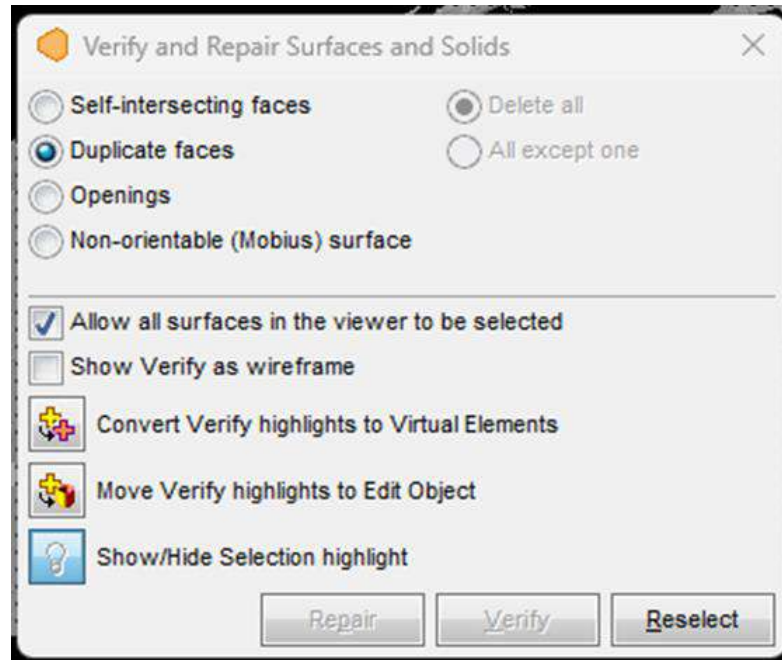 Verify and Repair Surfaces and Solids
Self-intersecting faces
Delete all
Duplicate faces
All except one
Openings
Non-orientable (Mobius) surface
Allow all surfaces in the viewer to be selected
Show Verify as wireframe
Convert Verify highlights to Virtual Elements
Move Verify highlights to Edit Object
Show/Hide Selection highlight
Repair
Verify
Reselect